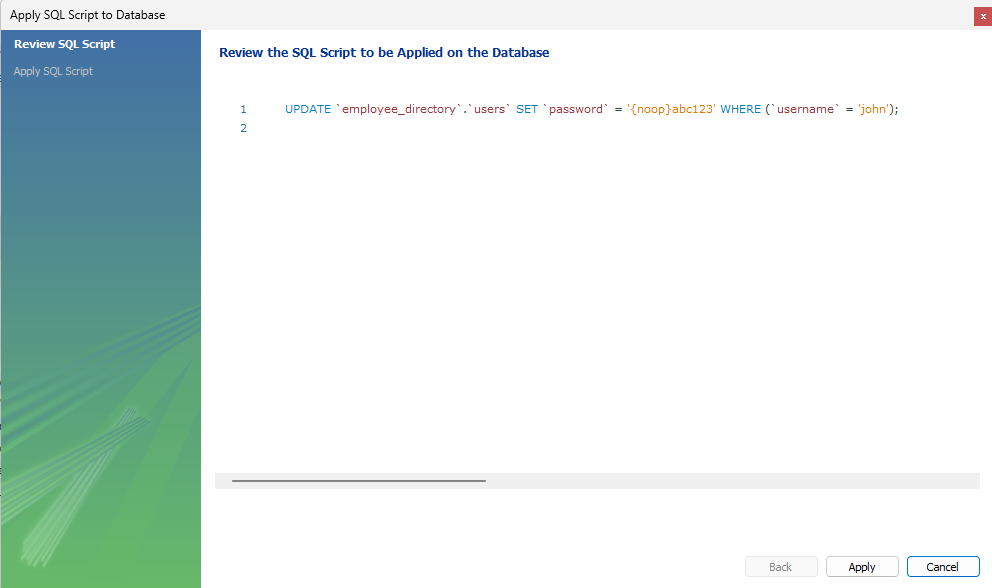 Apply SQL Script to Database
x
Review SQL Script
Apply SQL Script
Review the SQL Script to be Applied on the Database
1 UPDATE `employee_directory`.`users` SET `password` = '{noop}abc123' WHERE (`username` = 'john');
2
Back Apply Cancel